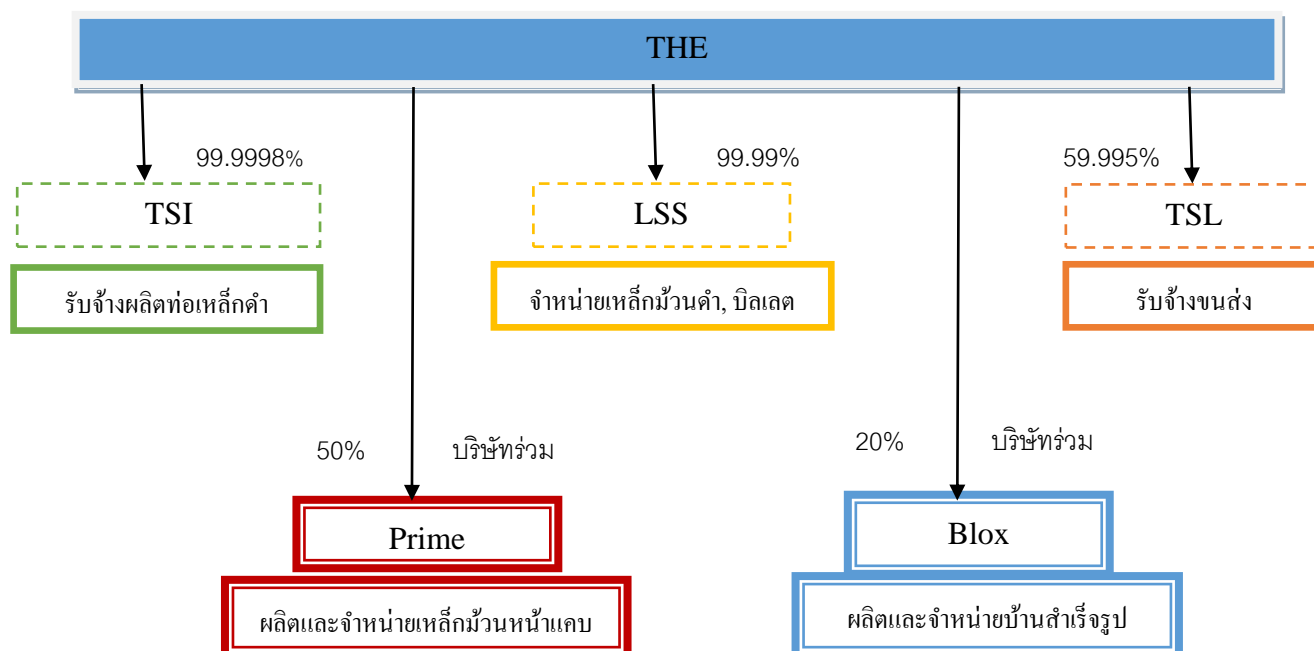 THE
99.9998%
99.99%
59.995%
TSI
LSS
TSL
รับจ้างผลิตท่อเหล็กดำ
จำหน่ายเหล็กม้วนดำ, บิลเลต
รับจ้างขนส่ง
50%
บริษัทร่วม
20%
บริษัทร่วม
Prime
Blox
ผลิตและจำหน่ายเหล็กม้วนหน้าแคบ
ผลิตและจำหน่ายบ้านสำเร็จรูป